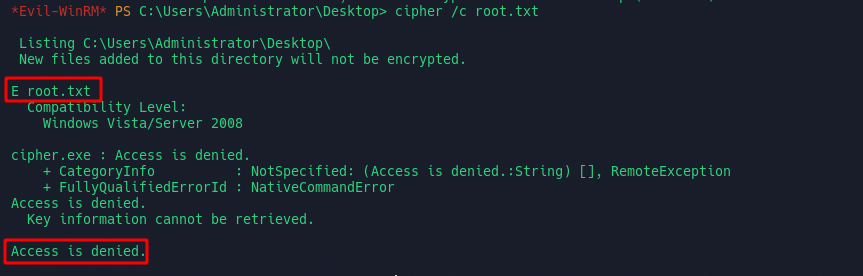 *Evil-WinRM* PS C:\Users\Administrator\Desktop> cipher /c root.txt
Listing C:\Users\Administrator\Desktop\
New files added to this directory will not be encrypted.
E root.txt
Compatibility Level:
Windows Vista/Server 2008
cipher.exe : Access is denied.
+ CategoryInfo : NotSpecified: (Access is denied.:String) [], RemoteException
+ FullyQualifiedErrorId : NativeCommandError
Access is denied.
Key information cannot be retrieved.
Access is denied.